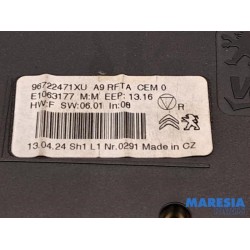 96722471XU A9 RFTA CEM 0
E1063177 M:M EEP: 13.16
HW:F SW:06.01 In:08
R
13.04.24 Sh1 L1 Nr.0291 Made in CZ
MARESIA